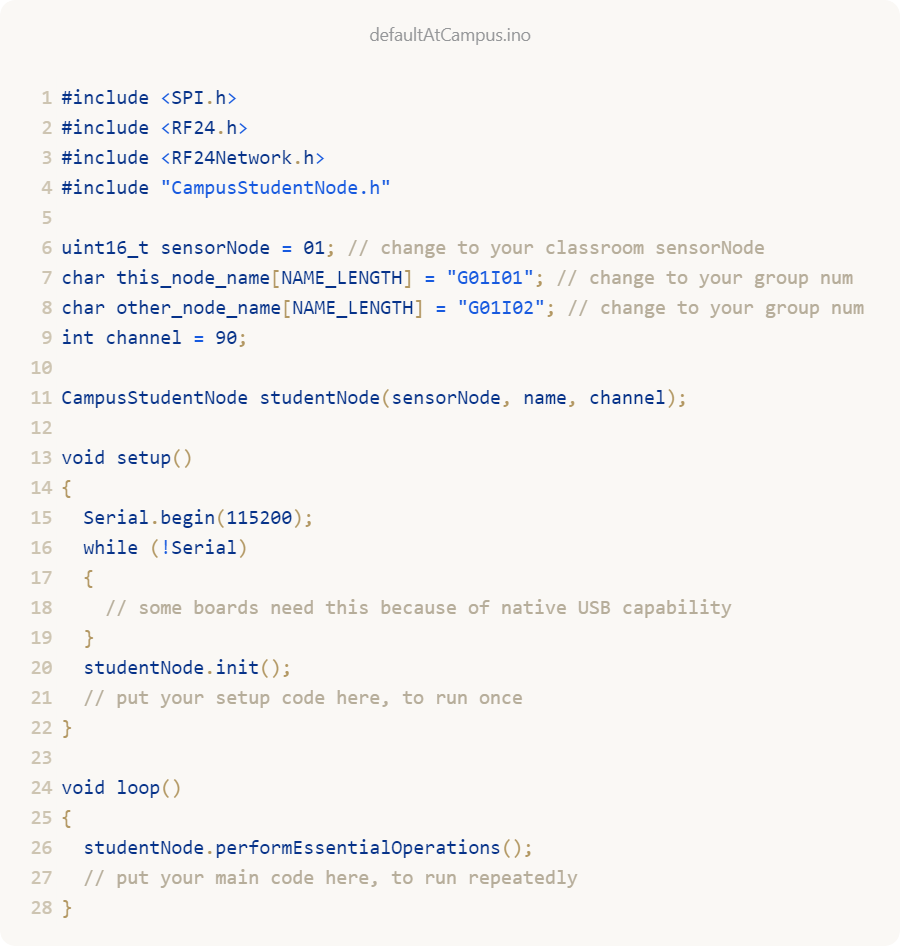 defaultAtCampus.ino
1 #include <SPI.h>
2 #include <RF24.h>
3 #include <RF24Network.h>
4 #include "CampusStudentNode.h"
5
6 uint16_t sensorNode = 01; // change to your classroom sensorNode
7 char this_node_name[NAME_LENGTH] = "G01I01"; // change to your group num
8 char other_node_name[NAME_LENGTH] = "G01I02"; // change to your group num
9 int channel = 90;
10
11 CampusStudentNode studentNode(sensorNode, name, channel);
12
13 void setup()
14 {
15   Serial.begin(115200);
16   while (!Serial)
17   {
18     // some boards need this because of native USB capability
19   }
20   studentNode.init();
21   // put your setup code here, to run once
22 }
23
24 void loop()
25 {
26   studentNode.performEssentialOperations();
27   // put your main code here, to run repeatedly
28 }